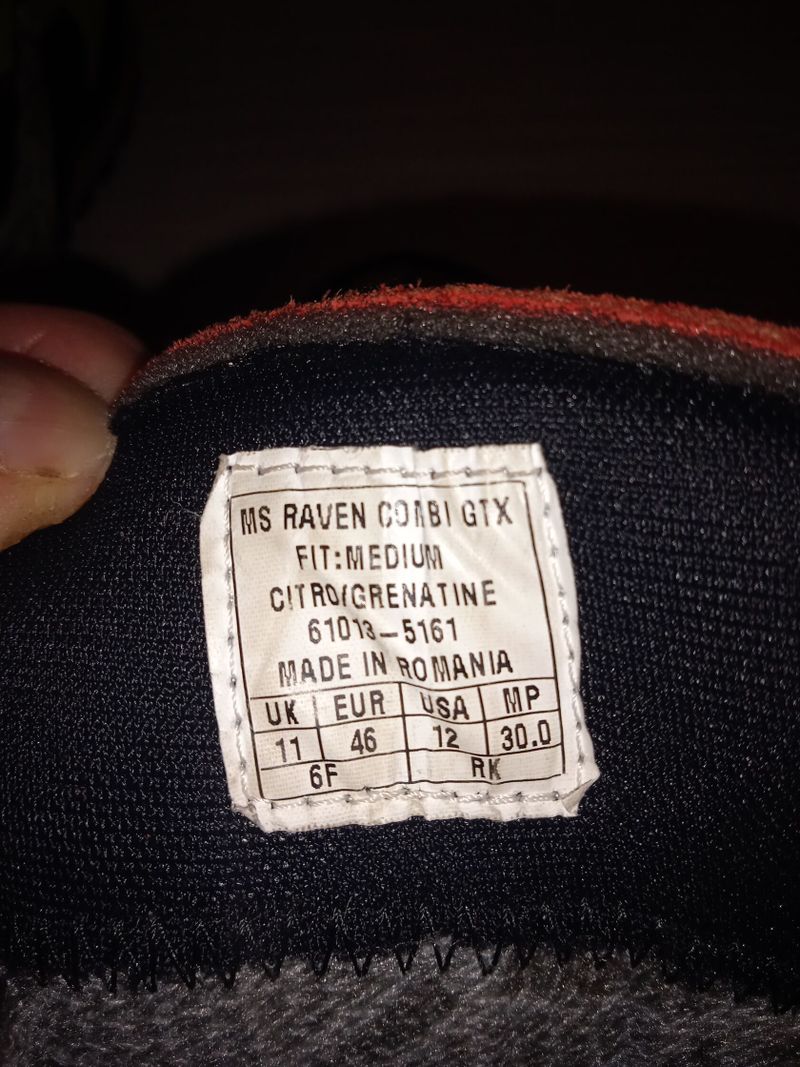 MS RAVEN COMBI GTX
FIT:MEDIUM
CITRO/GRENATINE
61013-5161
MADE IN ROMANIA
UK EUR USA MP
11 46 12 30.0
6F RK